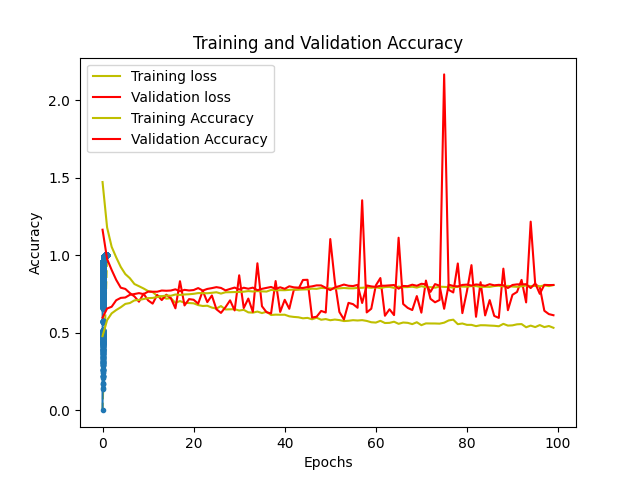 Training and Validation Accuracy
Training loss
Validation loss
Training Accuracy
Validation Accuracy
Accuracy
2.0
1.5
1.0
0.5
0.0
0 20 40 60 80 100
Epochs